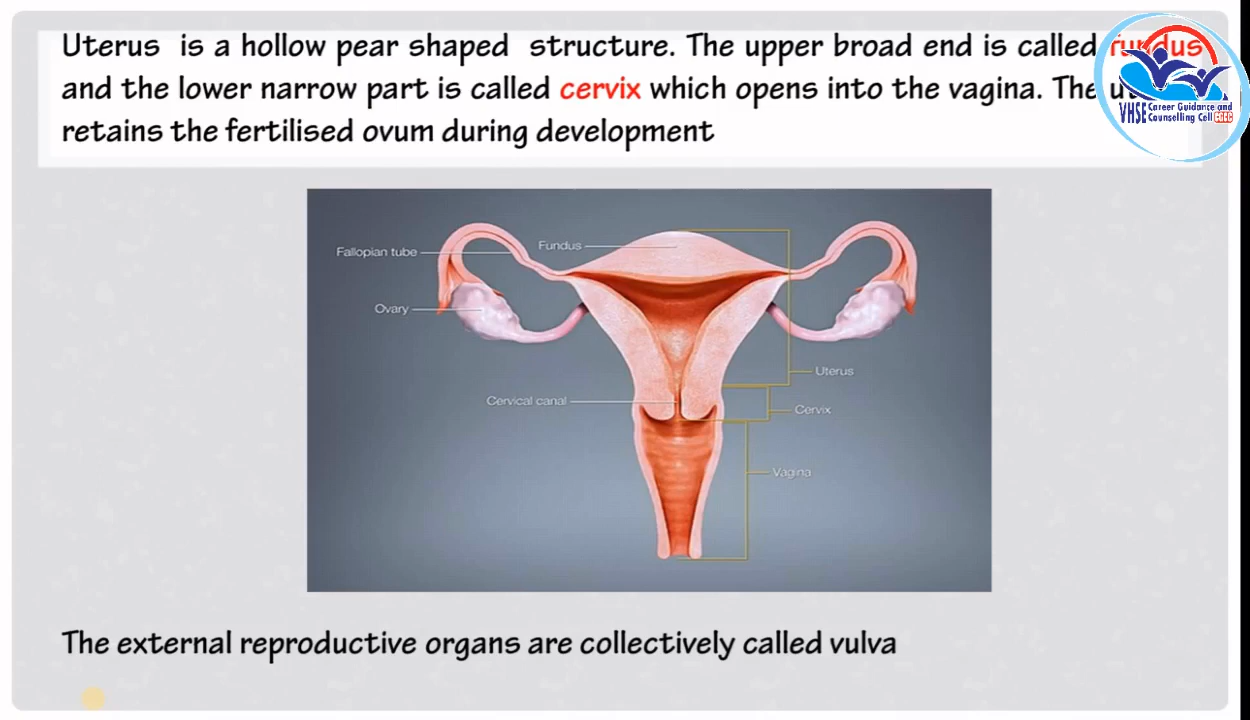 Uterus is a hollow pear shaped structure. The upper broad end is called fundus
and the lower narrow part is called cervix which opens into the vagina. The
retains the fertilised ovum during development
VHSE Career Guidance and
Counselling Cell CGCC
Fallopian tube
Fundus
Ovary
Uterus
Cervical canal
Cervix
Vagina
The external reproductive organs are collectively called vulva